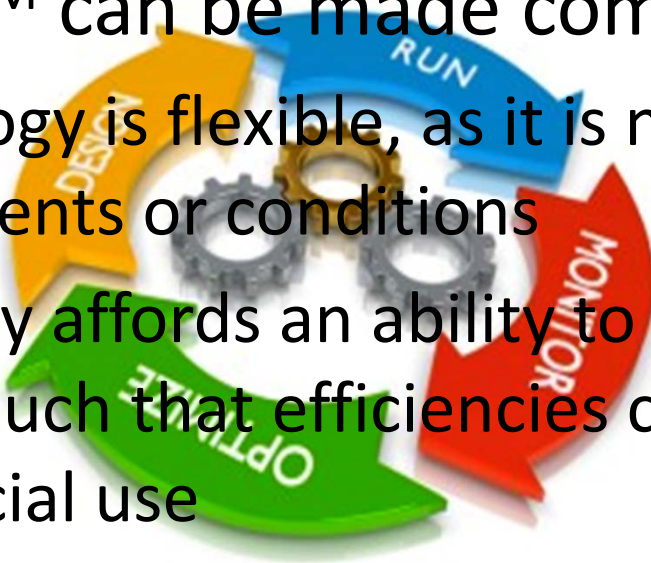 can be made com
RUN
DESIGN
ogy is flexible, as it is n
ents or conditions
MONITOR
y affords an ability to
uch that efficiencies c
OPTIMIZE
cial use